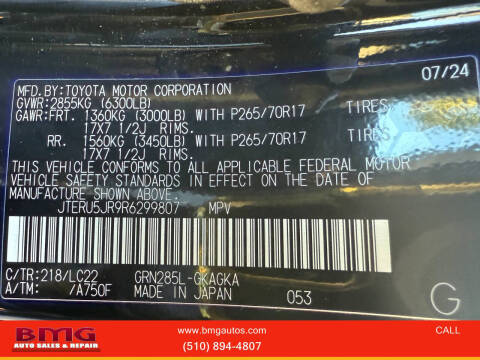 MFD.BY:TOYOTA MOTOR CORPORATION 07/24
GVWR:2855KG (6300LB)
GAWR:FRT. 1360KG (3000LB) WITH P265/70R17 TIRES
17X7 1/2J RIMS.
RR. 1560KG (3450LB) WITH P265/70R17 TIRES
17X7 1/2J RIMS.
THIS VEHICLE CONFORMS TO ALL APPLICABLE FEDERAL MOTOR
VEHICLE SAFETY STANDARDS IN EFFECT ON THE DATE OF
MANUFACTURE SHOWN ABOVE.
JTERU5JR9R6299807 MPV
C/TR:218/LC22 GRN285L-GKAGKA
A/TM: /A750F MADE IN JAPAN 053 G
BMG
AUTO SALES & REPAIR
www.bmgautos.com
(510) 894-4807
CALL